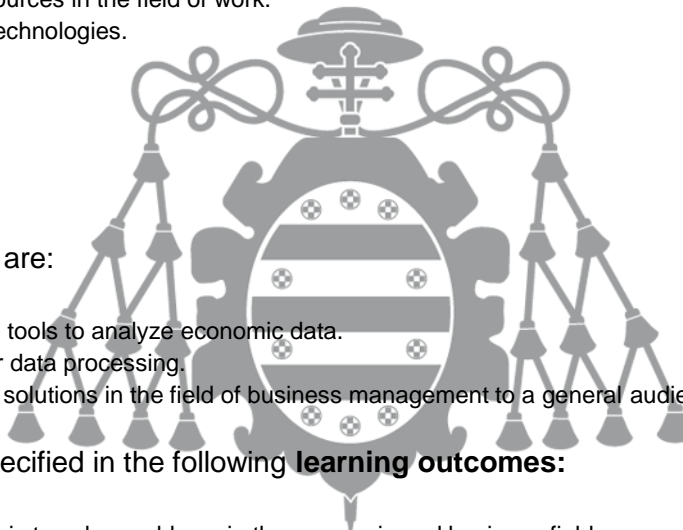 ources in the field of work.
echnologies.
are:
tools to analyze economic data.
r data processing.
solutions in the field of business management to a general audie
ecified in the following learning outcomes: